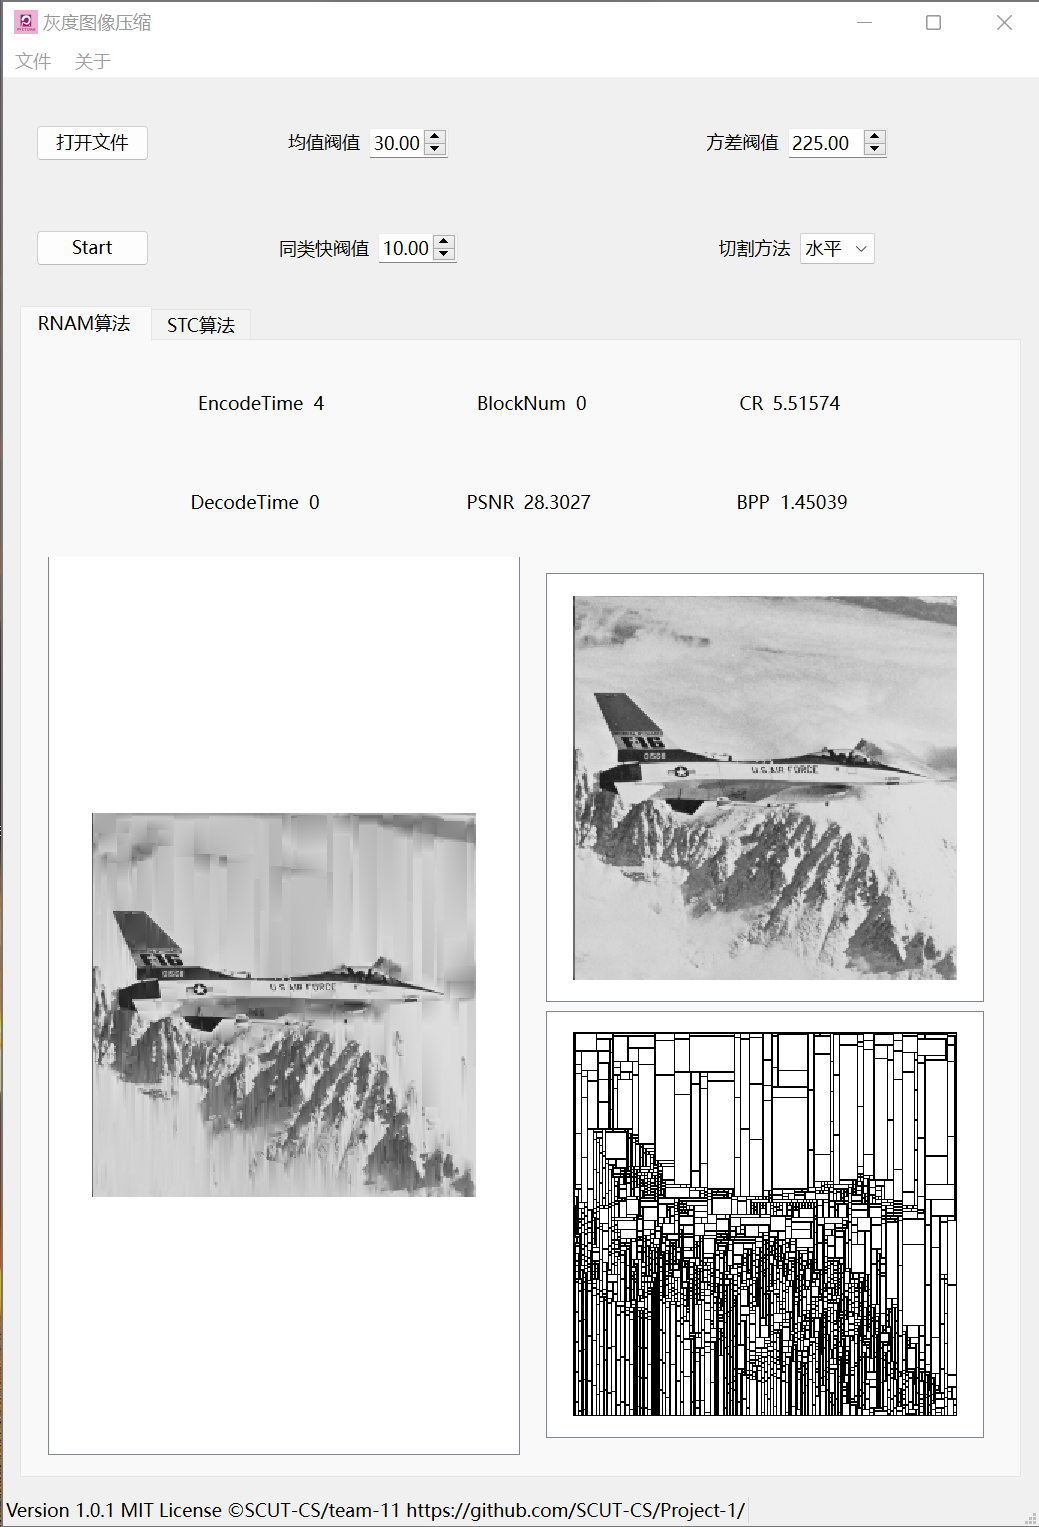 灰度图像压缩
文件 关于
打开文件 均值阀值 30.00 方差阀值 225.00
Start 同类快阀值 10.00 切割方法 水平
RNAM算法 STC算法
EncodeTime 4 BlockNum 0 CR 5.51574
DecodeTime 0 PSNR 28.3027 BPP 1.45039
F-16
U.S. AIR FORCE
F16
U.S. AIR FORCE
Version 1.0.1 MIT License ©SCUT-CS/team-11 https://github.com/SCUT-CS/Project-1/